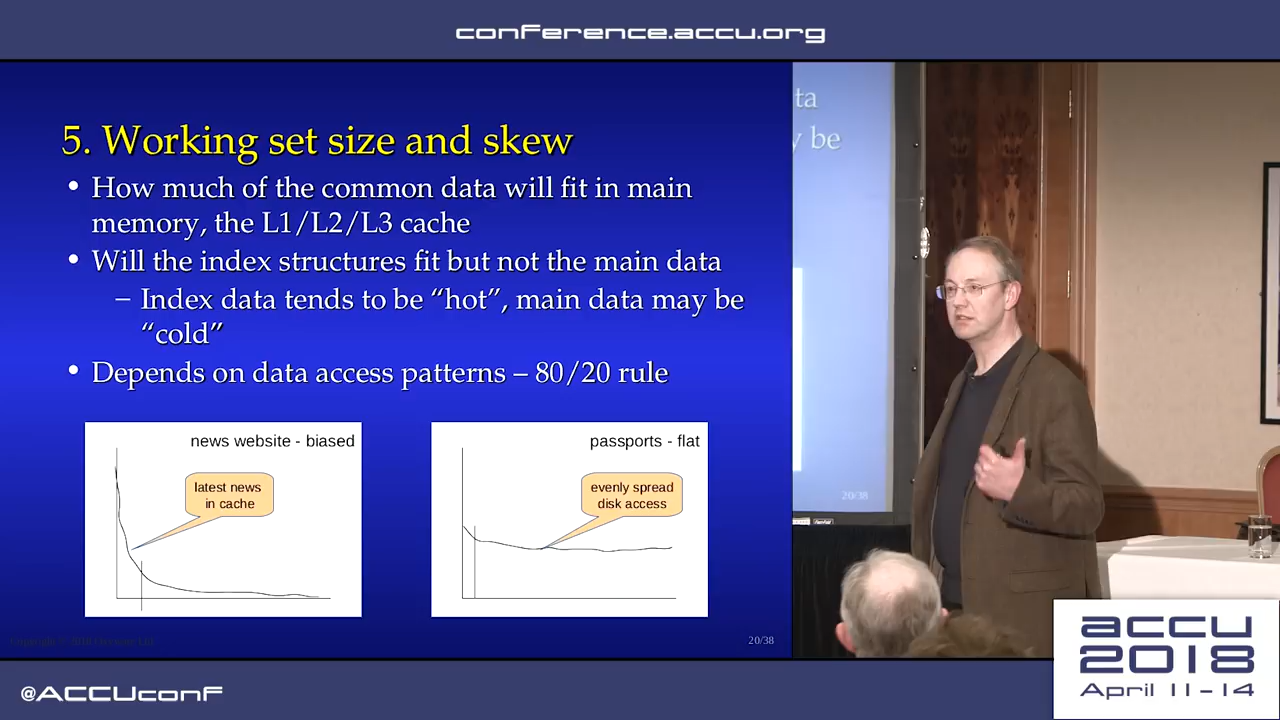 conference.accu.org
5. Working set size and skew
• How much of the common data will fit in main
memory, the L1/L2/L3 cache
• Will the index structures fit but not the main data
– Index data tends to be “hot”, main data may be
“cold”
• Depends on data access patterns – 80/20 rule
news website - biased
latest news
in cache
passports - flat
evenly spread
disk access
20/38
ta
y be
20/38
@ACCUconf
accu
2018
April 11-14